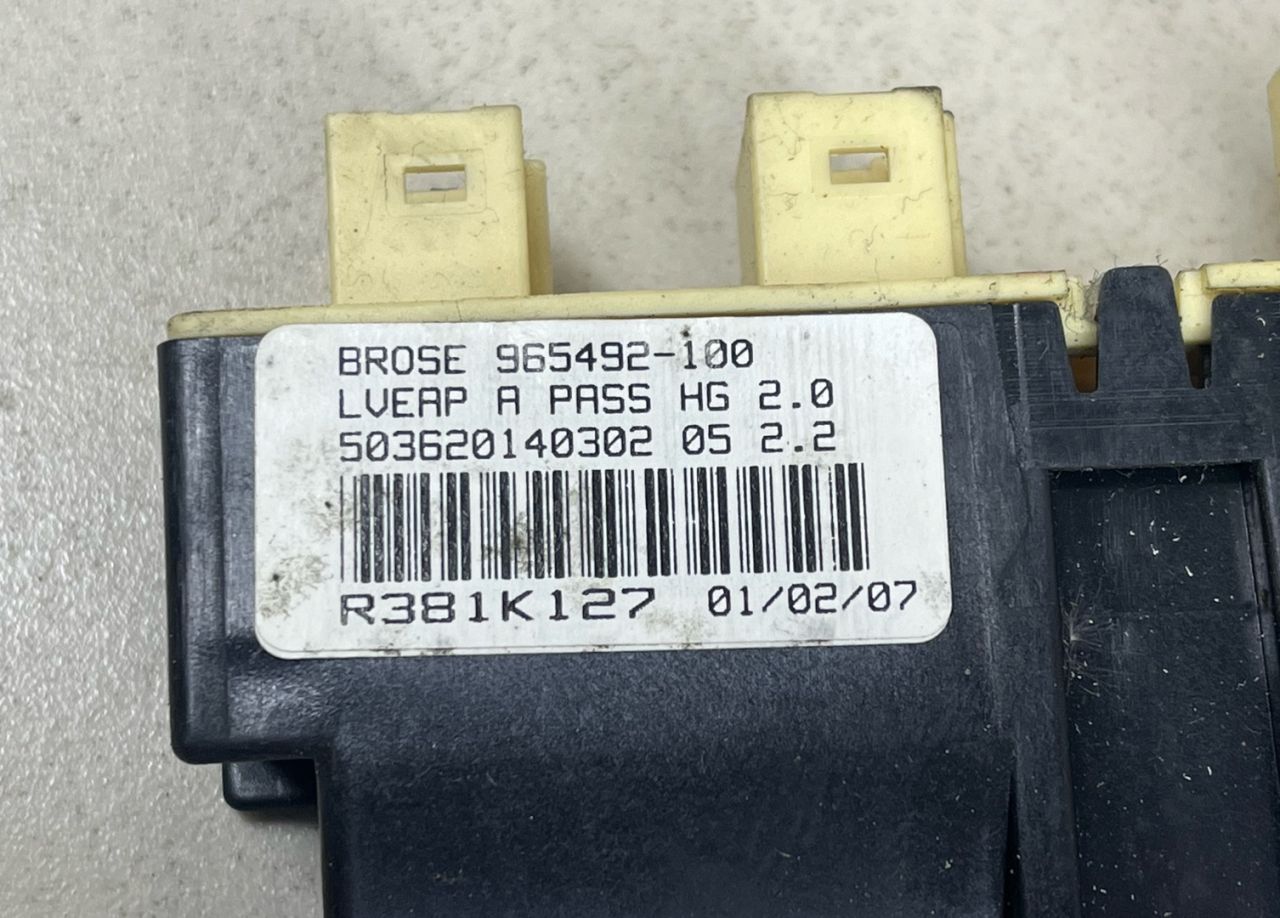 BROSE 965492-100
LVEAP A PASS HG 2.0
503620140302 05 2.2
R381K127 01/02/07